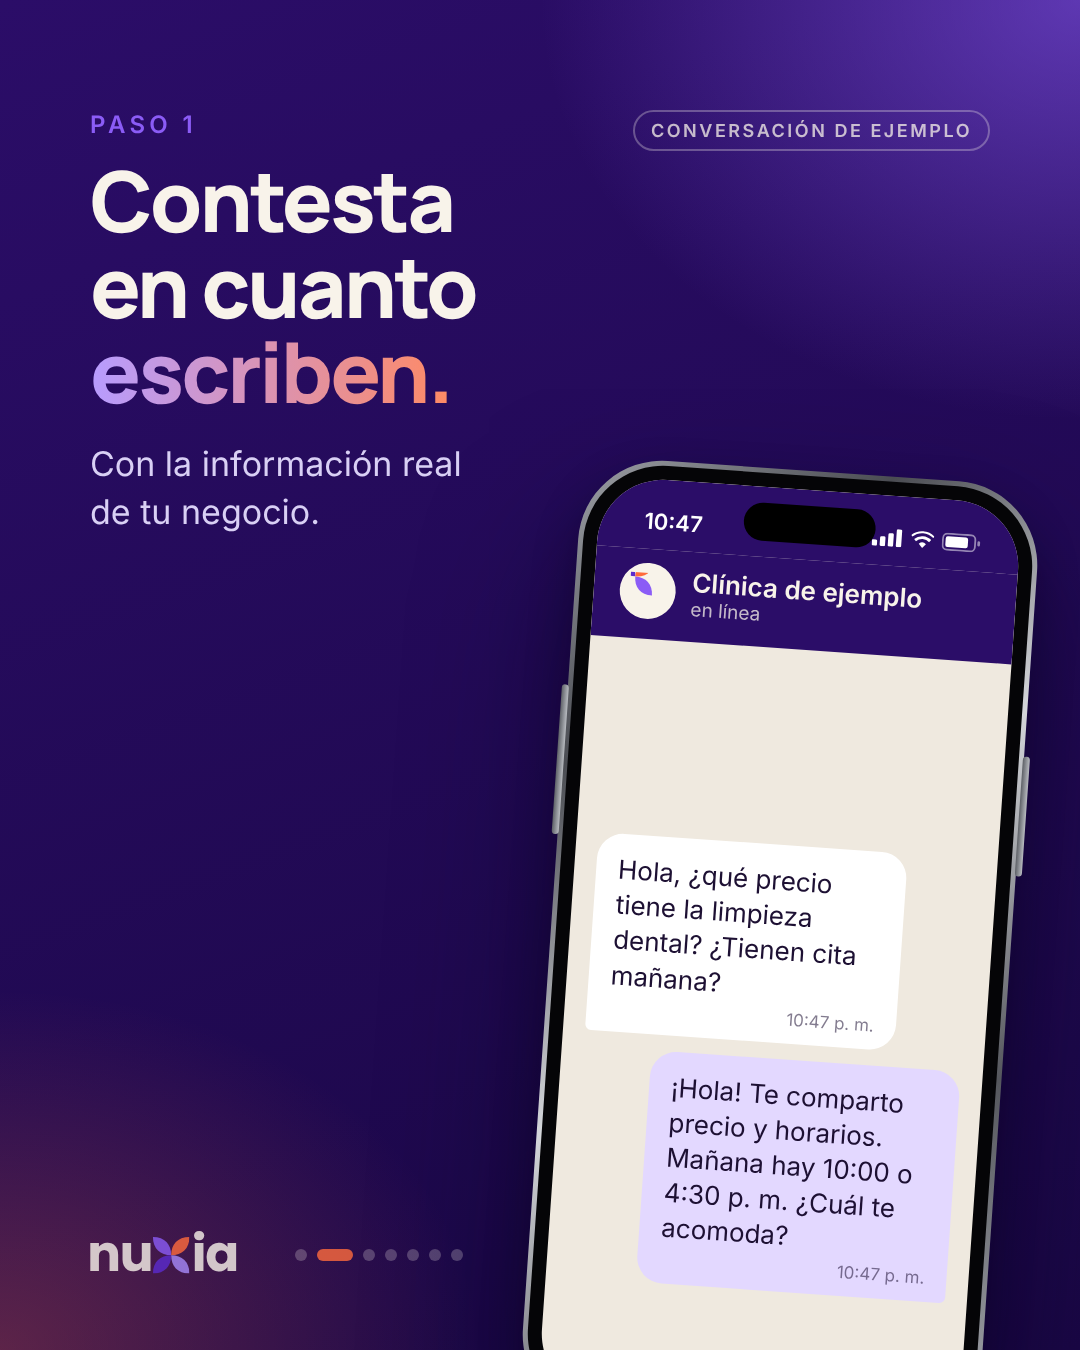 PASO 1
CONVERSACIÓN DE EJEMPLO
Contesta
en cuanto
escriben.
Con la información real
de tu negocio.
10:47
Clínica de ejemplo
en línea
Hola, ¿qué precio
tiene la limpieza
dental? ¿Tienen cita
mañana?
10:47 p. m.
¡Hola! Te comparto
precio y horarios.
Mañana hay 10:00 o
4:30 p. m. ¿Cuál te
acomoda?
10:47 p. m.
nuxia